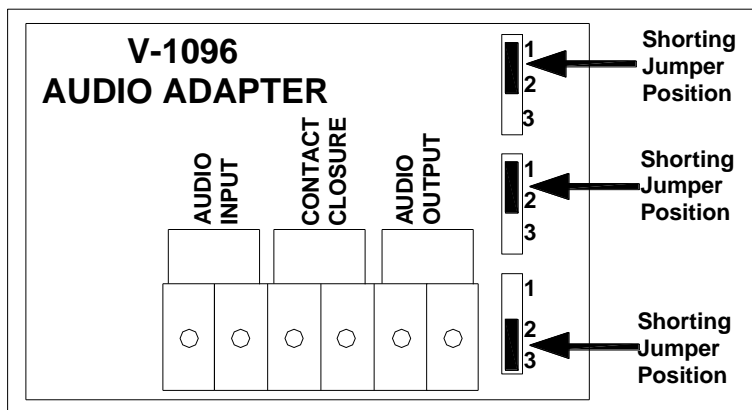 V-1096
AUDIO ADAPTER
AUDIO
INPUT
CONTACT
CLOSURE
AUDIO
OUTPUT
1
2
3
Shorting
Jumper
Position
1
2
3
Shorting
Jumper
Position
1
2
3
Shorting
Jumper
Position